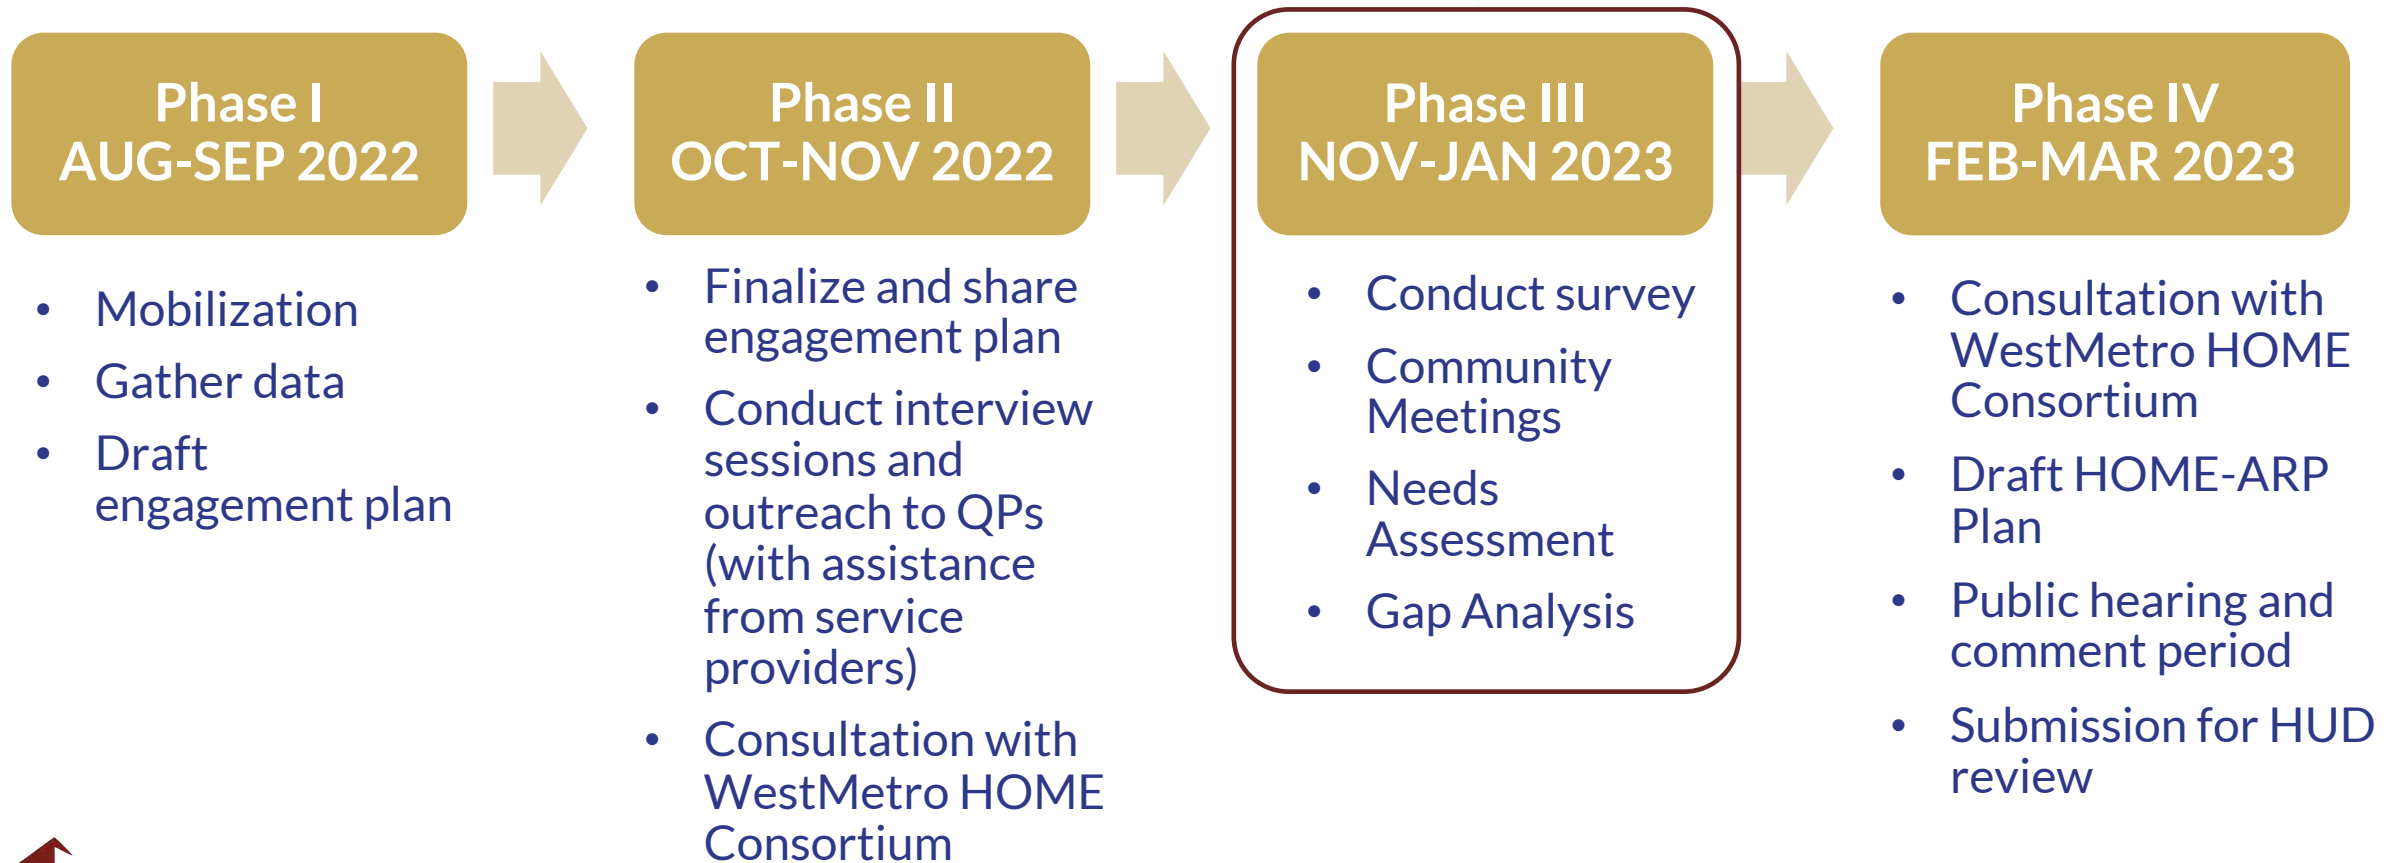 Phase I
AUG-SEP 2022
• Mobilization
• Gather data
• Draft
engagement plan
Phase II
OCT-NOV 2022
• Finalize and share
engagement plan
• Conduct interview
sessions and
outreach to QPs
(with assistance
from service
providers)
• Consultation with
WestMetro HOME
Consortium
Phase III
NOV-JAN 2023
• Conduct survey
• Community
Meetings
• Needs
Assessment
• Gap Analysis
Phase IV
FEB-MAR 2023
• Consultation with
WestMetro HOME
Consortium
• Draft HOME-ARP
Plan
• Public hearing and
comment period
• Submission for HUD
review